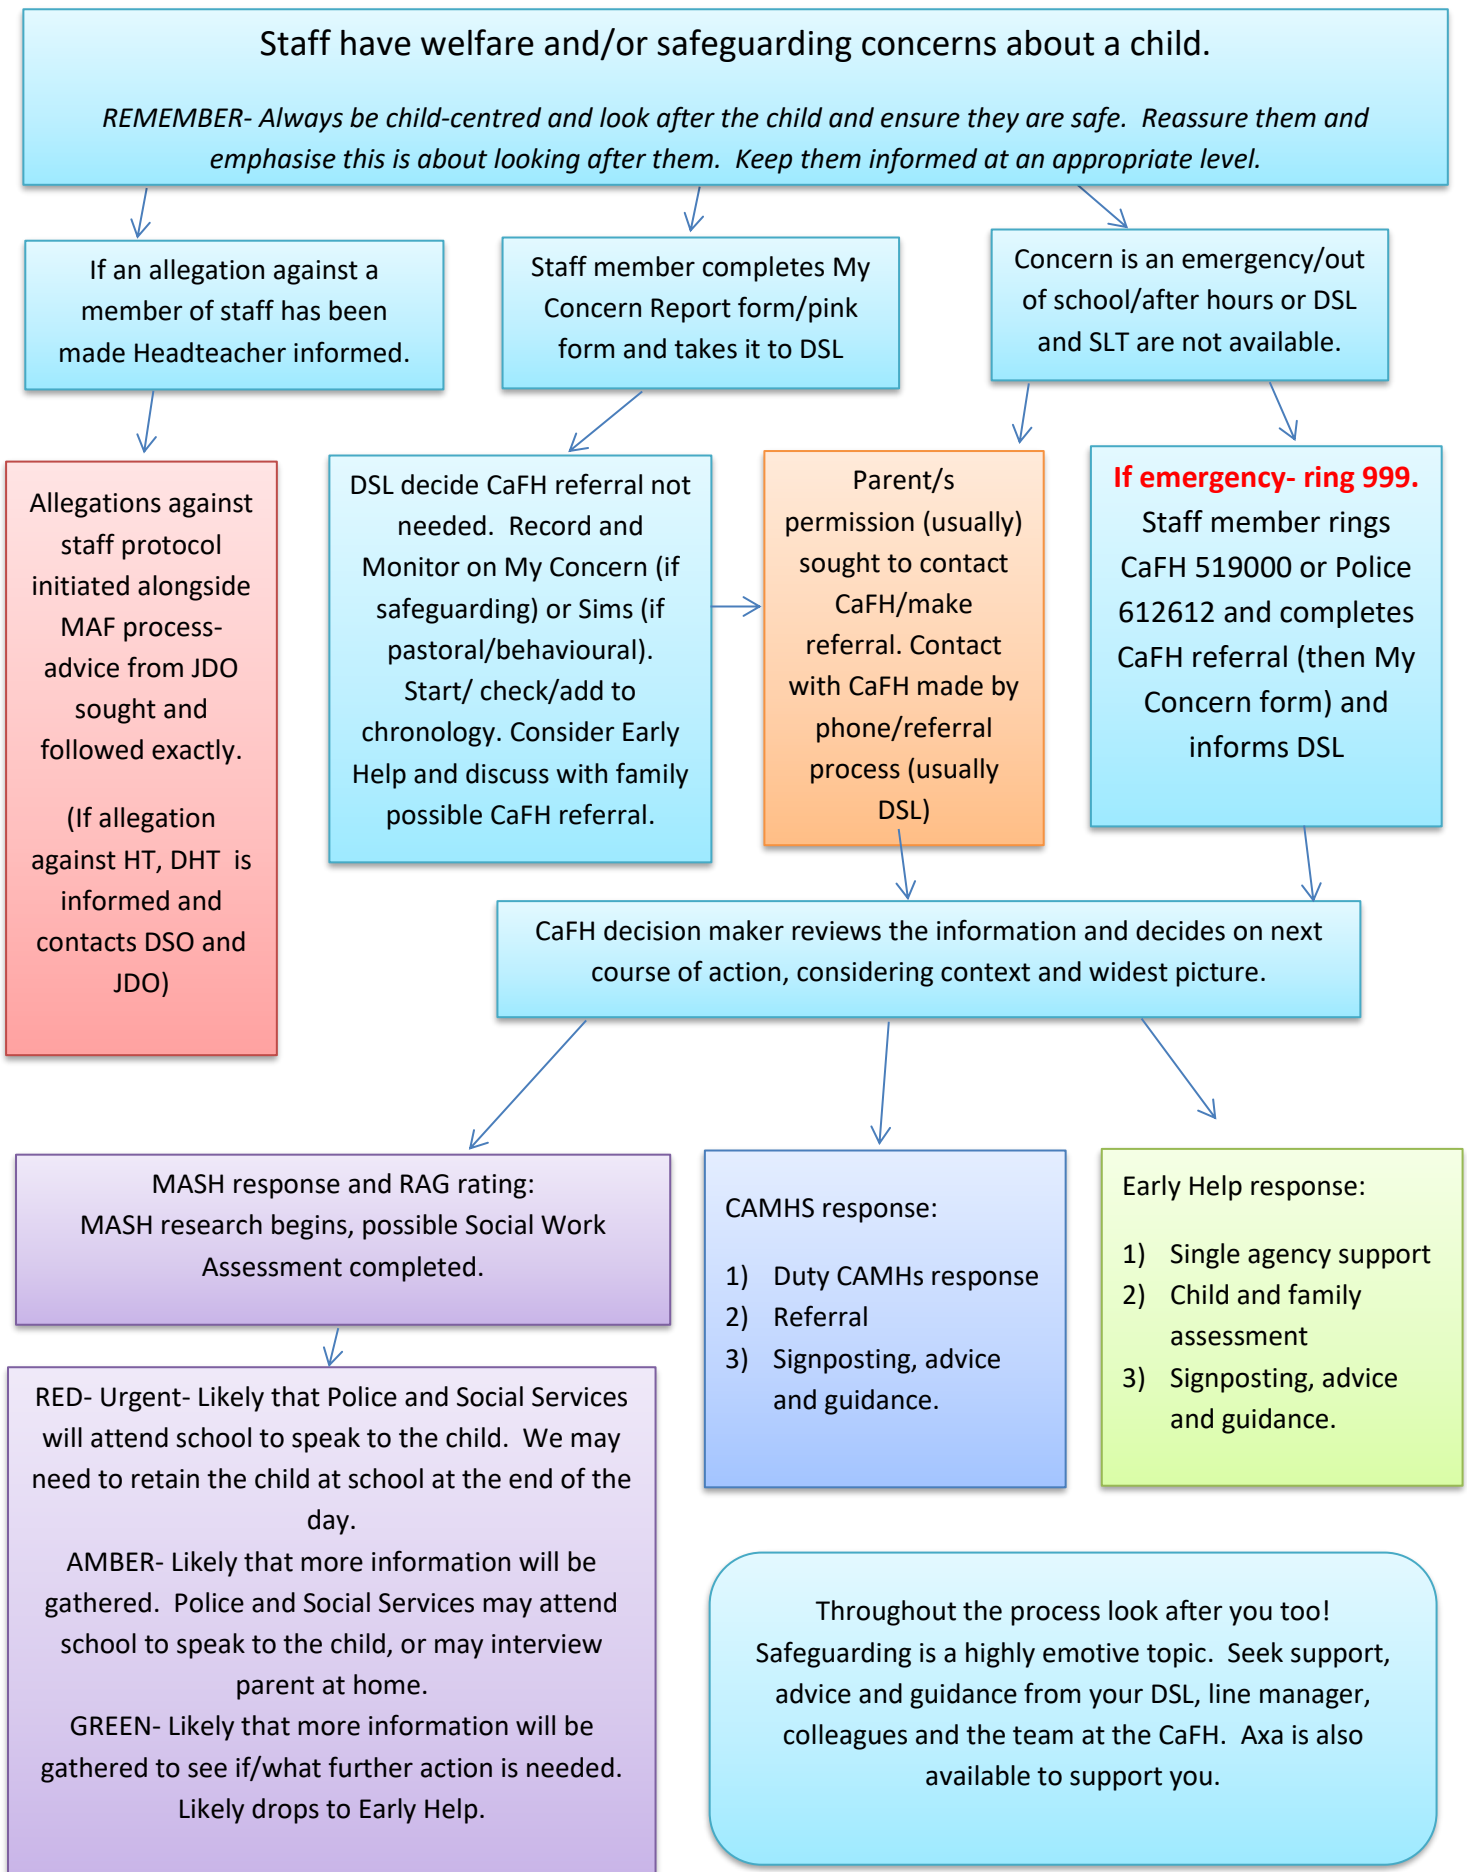 Staff have welfare and/or safeguarding concerns about a child.
REMEMBER- Always be child-centred and look after the child and ensure they are safe.  Reassure them and
emphasise this is about looking after them.  Keep them informed at an appropriate level.
If an allegation against a
member of staff has been
made Headteacher informed.
Staff member completes My
Concern Report form/pink
form and takes it to DSL
Concern is an emergency/out
of school/after hours or DSL
and SLT are not available.
Allegations against
staff protocol
initiated alongside
MAF process-
advice from JDO
sought and
followed exactly.
(If allegation
against HT, DHT  is
informed and
contacts DSO and
JDO)
DSL decide CaFH referral not
needed.  Record and
Monitor on My Concern (if
safeguarding) or Sims (if
pastoral/behavioural).
Start/ check/add to
chronology. Consider Early
Help and discuss with family
possible CaFH referral.
Parent/s
permission (usually)
sought to contact
CaFH/make
referral. Contact
with CaFH made by
phone/referral
process (usually
DSL)
If emergency- ring 999.
Staff member rings
CaFH 519000 or Police
612612 and completes
CaFH referral (then My
Concern form) and
informs DSL
CaFH decision maker reviews the information and decides on next
course of action, considering context and widest picture.
MASH response and RAG rating:
MASH research begins, possible Social Work
Assessment completed.
CAMHS response:
1) Duty CAMHs response
2) Referral
3) Signposting, advice
and guidance.
Early Help response:
1) Single agency support
2) Child and family
assessment
3) Signposting, advice
and guidance.
RED- Urgent- Likely that Police and Social Services
will attend school to speak to the child.  We may
need to retain the child at school at the end of the
day.
AMBER- Likely that more information will be
gathered.  Police and Social Services may attend
school to speak to the child, or may interview
parent at home.
GREEN- Likely that more information will be
gathered to see if/what further action is needed.
Likely drops to Early Help.
Throughout the process look after you too!
Safeguarding is a highly emotive topic.  Seek support,
advice and guidance from your DSL, line manager,
colleagues and the team at the CaFH.  Axa is also
available to support you.